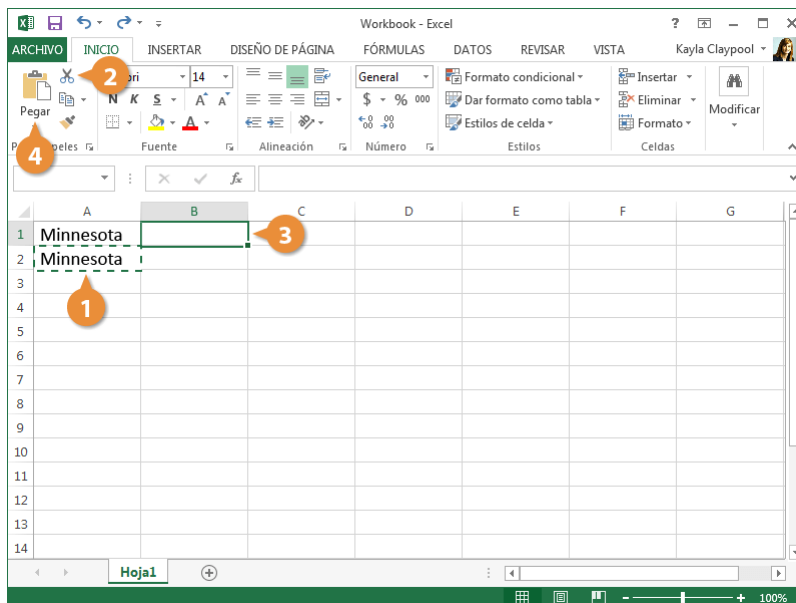 Workbook - Excel ?
ARCHIVO INICIO INSERTAR DISEÑO DE PÁGINA FÓRMULAS DATOS REVISAR VISTA Kayla Claypool
2 14 General Formato condicional Insertar
Pegar N K S A A $ % 000 Dar formato como tabla Eliminar Modificar
A Estilos de celda Formato
4 Fuente Alineación Número Estilos Celdas
fx
A B C D E F G
1 Minnesota 3
2 Minnesota
3
4 1
5
6
7
8
9
10
11
12
13
14
Hoja1
100%